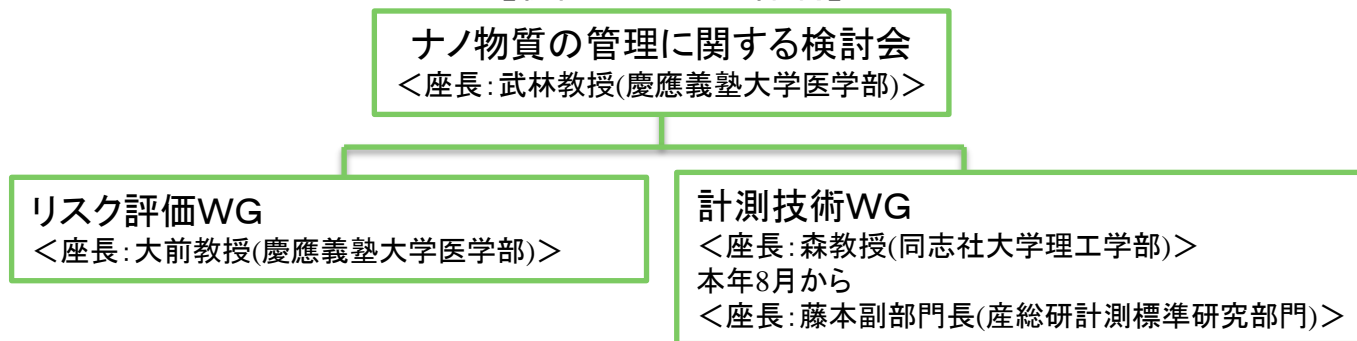 ナノ物質の管理に関する検討会
＜座長：武林教授(慶應義塾大学医学部)＞
リスク評価ＷＧ
＜座長：大前教授(慶應義塾大学医学部)＞
計測技術ＷＧ
＜座長：森教授(同志社大学理工学部)＞
本年8月から
＜座長：藤本副部門長(産総研計測標準研究部門)＞